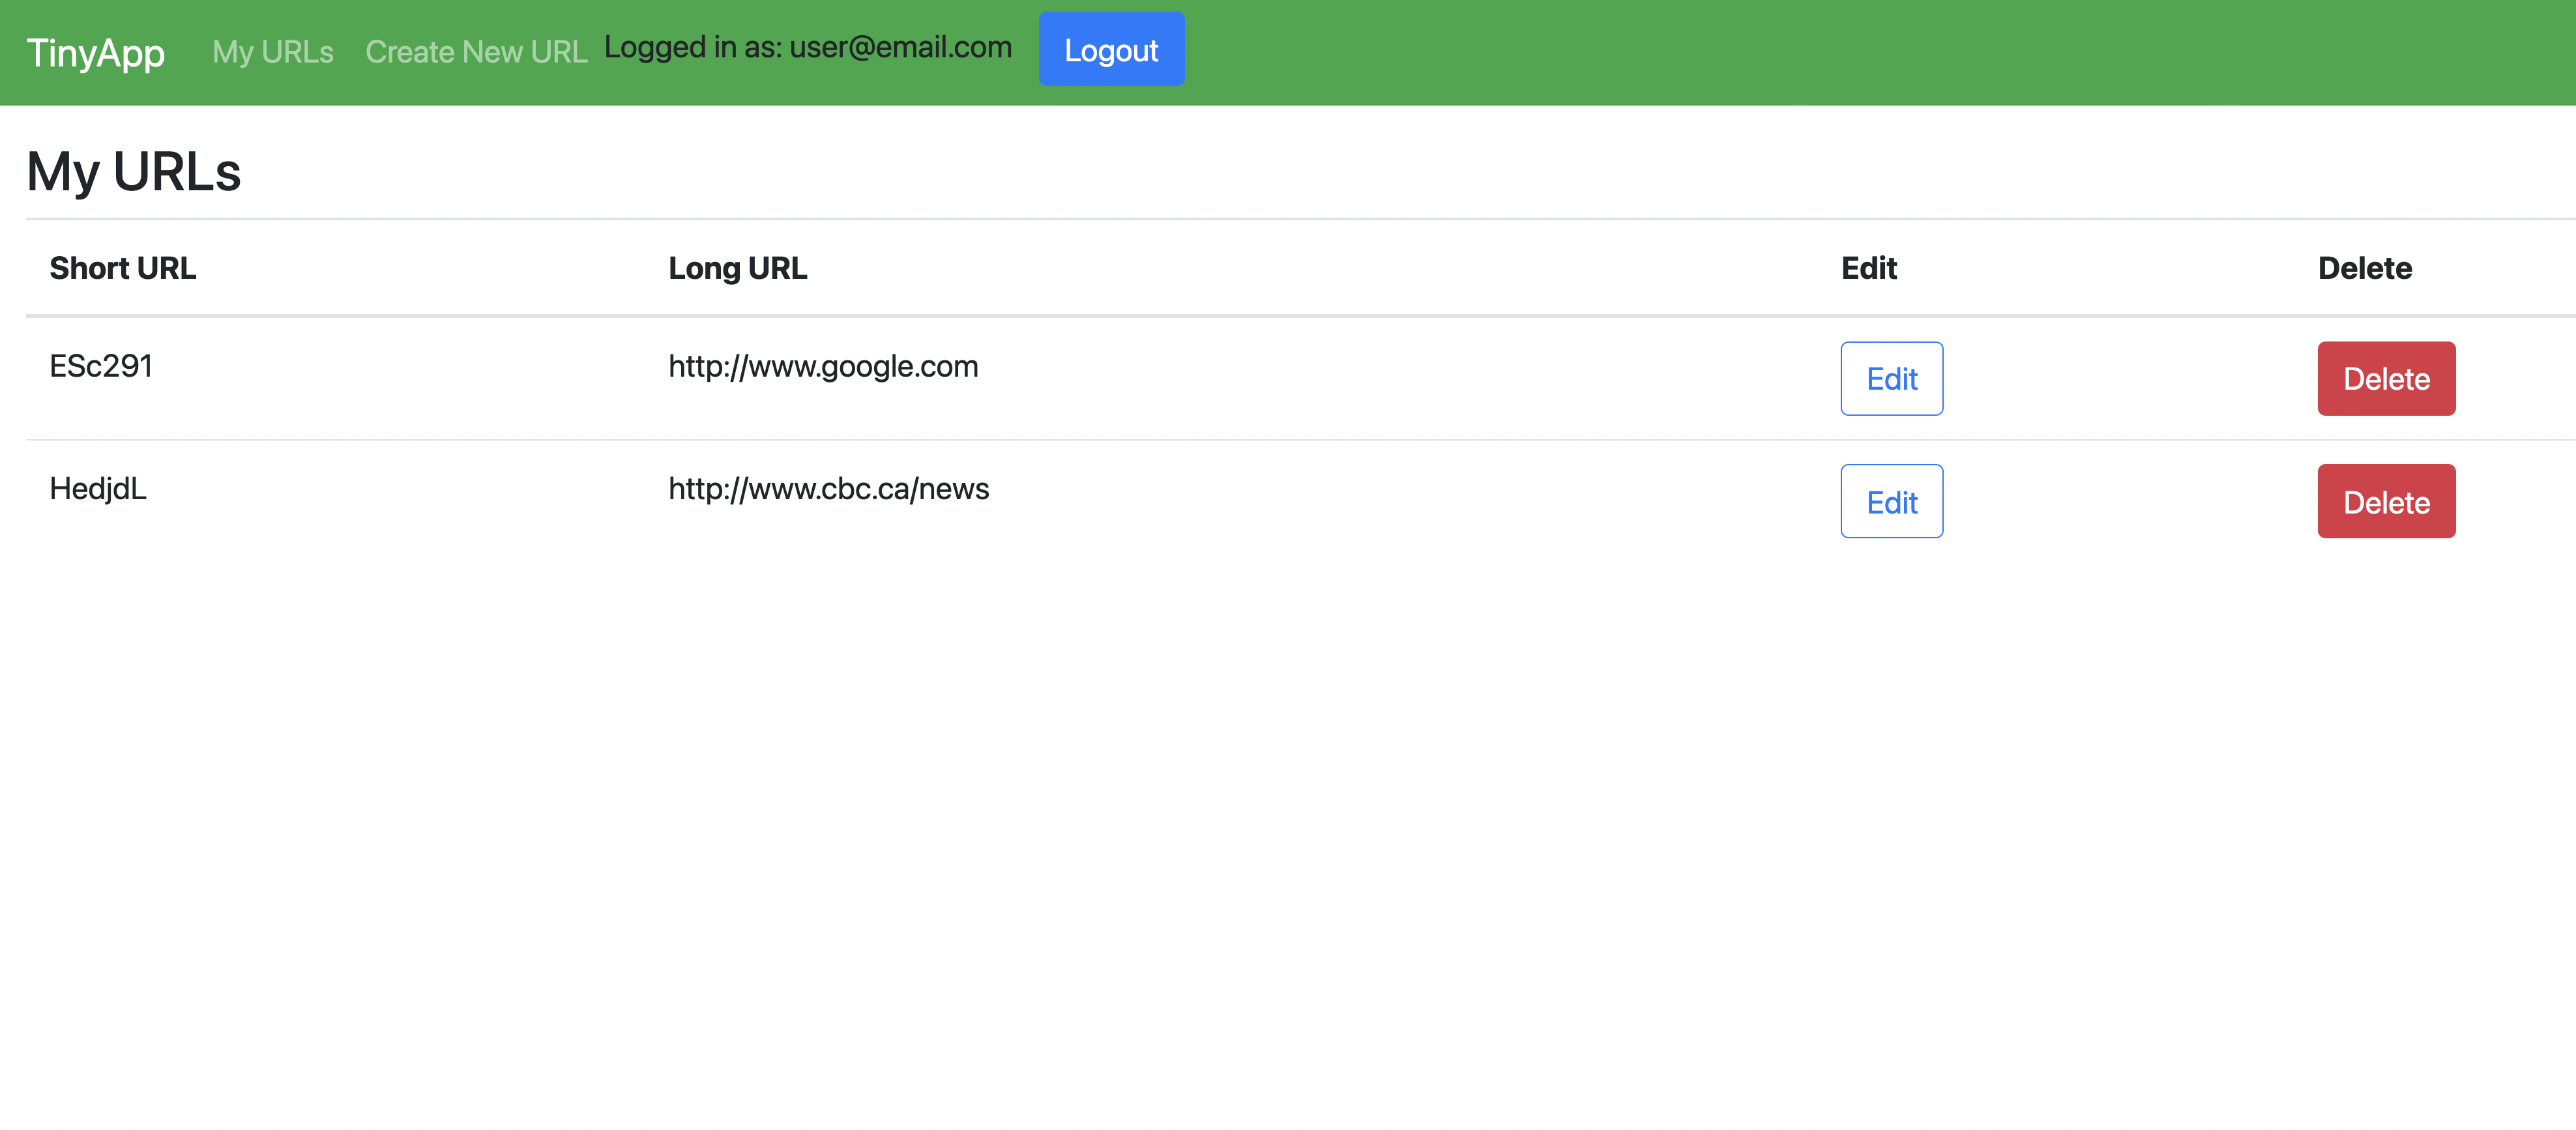 TinyApp My URLs Create New URL Logged in as: user@email.com Logout
My URLs
Short URL Long URL Edit Delete
ESc291 http://www.google.com Edit Delete
HedjdL http://www.cbc.ca/news Edit Delete